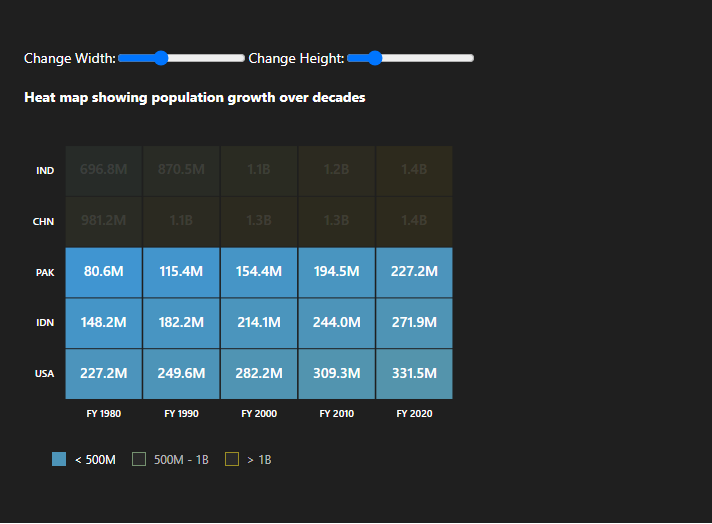 Change Width: Change Height:
Heat map showing population growth over decades
IND 696.8M 870.5M 1.1B 1.2B 1.4B
CHN 981.2M 1.1B 1.3B 1.3B 1.4B
PAK 80.6M 115.4M 154.4M 194.5M 227.2M
IDN 148.2M 182.2M 214.1M 244.0M 271.9M
USA 227.2M 249.6M 282.2M 309.3M 331.5M
FY 1980 FY 1990 FY 2000 FY 2010 FY 2020
< 500M 500M - 1B > 1B